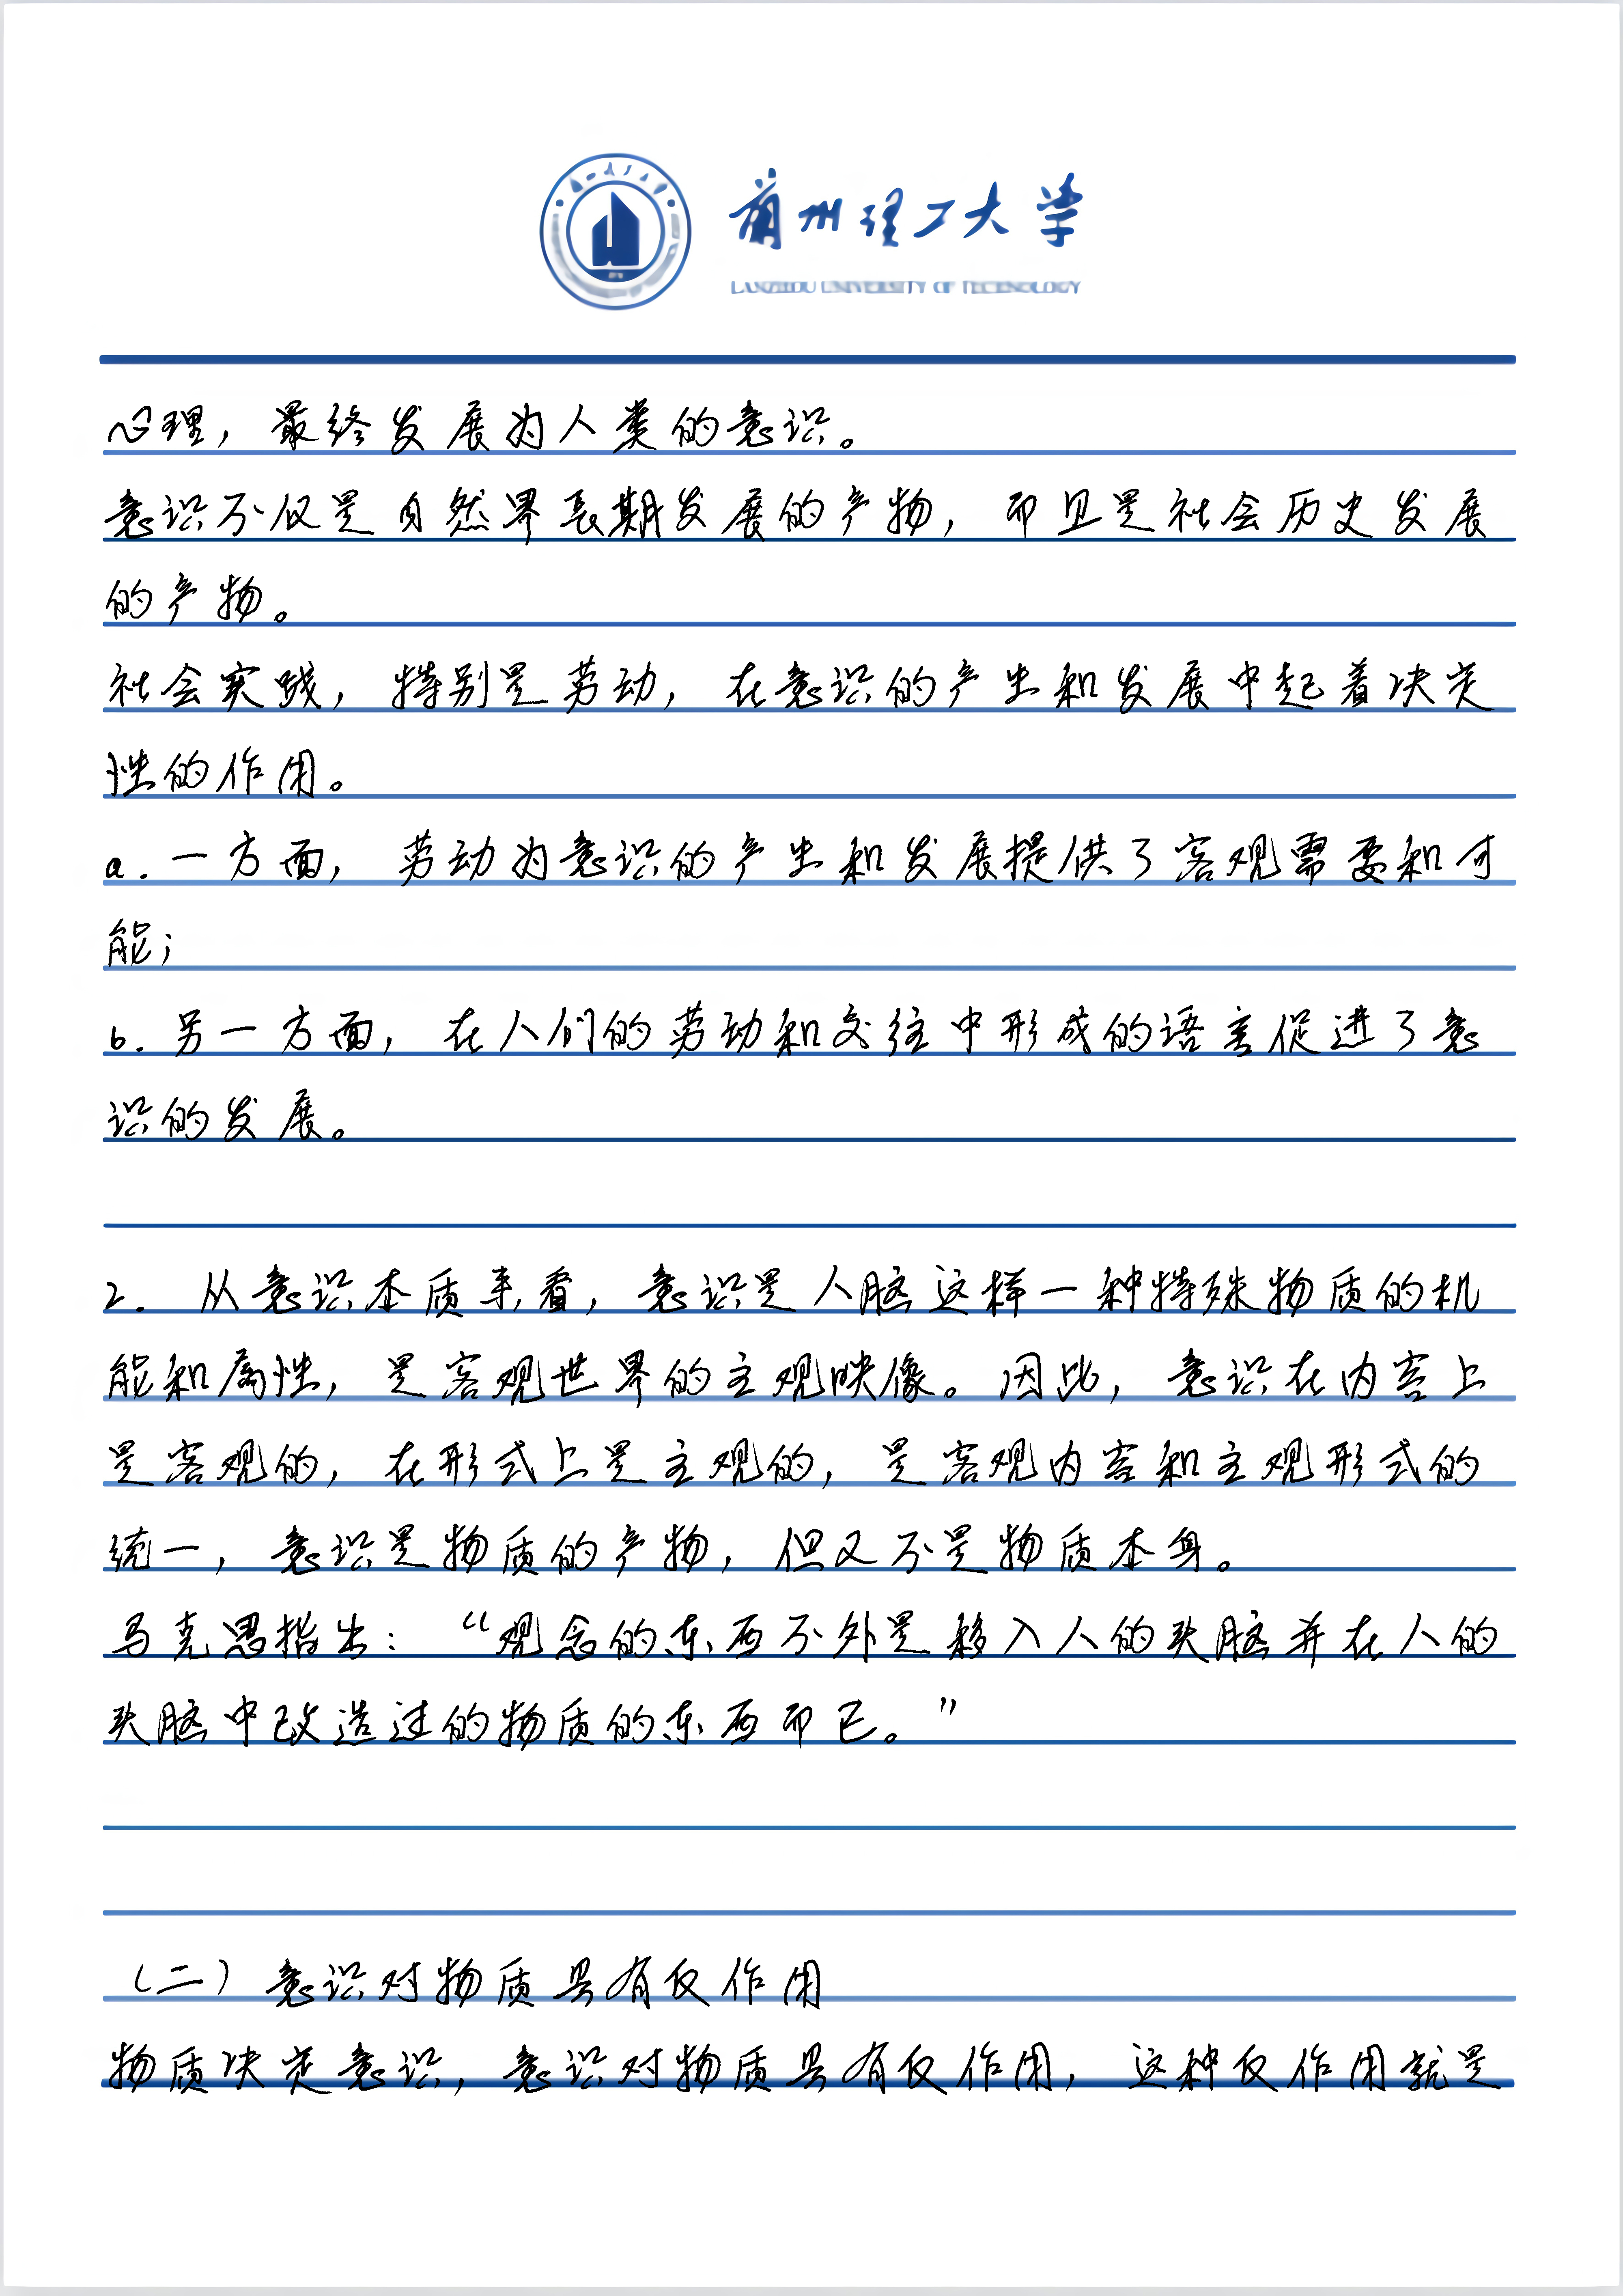 兰州理工大学
LANZHOU UNIVERSITY OF TECHNOLOGY
心理，最终发展为人类的意识。
意识不仅是自然界长期发展的产物，而且是社会历史发展
的产物。
社会实践，特别是劳动，在意识的产生和发展中起着决定
性的作用。
a. 一方面，劳动为意识的产生和发展提供了客观需要和可
能；
b. 另一方面，在人们的劳动和交往中形成的语言促进了意
识的发展。
2. 从意识本质来看，意识是人脑这样一种特殊物质的机
能和属性，是客观世界的主观映像。因此，意识在内容上
是客观的，在形式上是主观的，是客观内容和主观形式的
统一，意识是物质的产物，但又不是物质本身。
马克思指出：“观念的东西不外是移入人的头脑并在人的
头脑中改造过的物质的东西而已。”
（二）意识对物质具有反作用
物质决定意识，意识对物质具有反作用，这种反作用就是